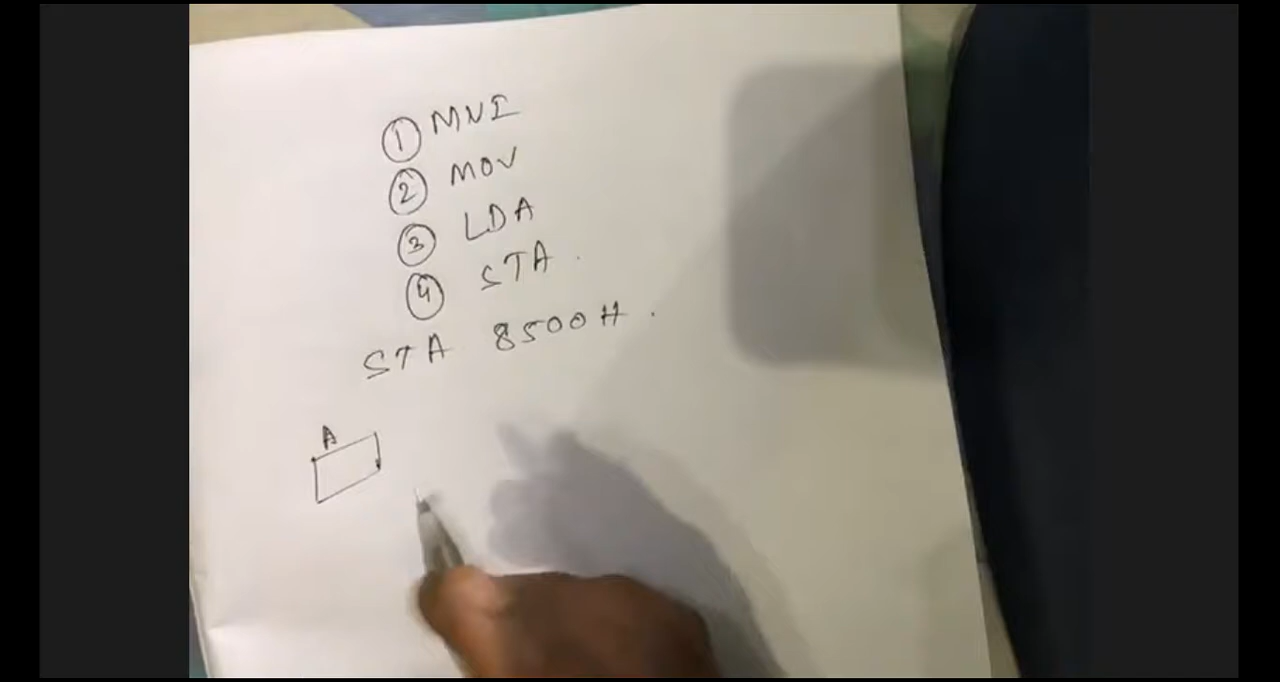 ① MVI
② MOV
③ LDA
④ STA.
STA 8500H.
A